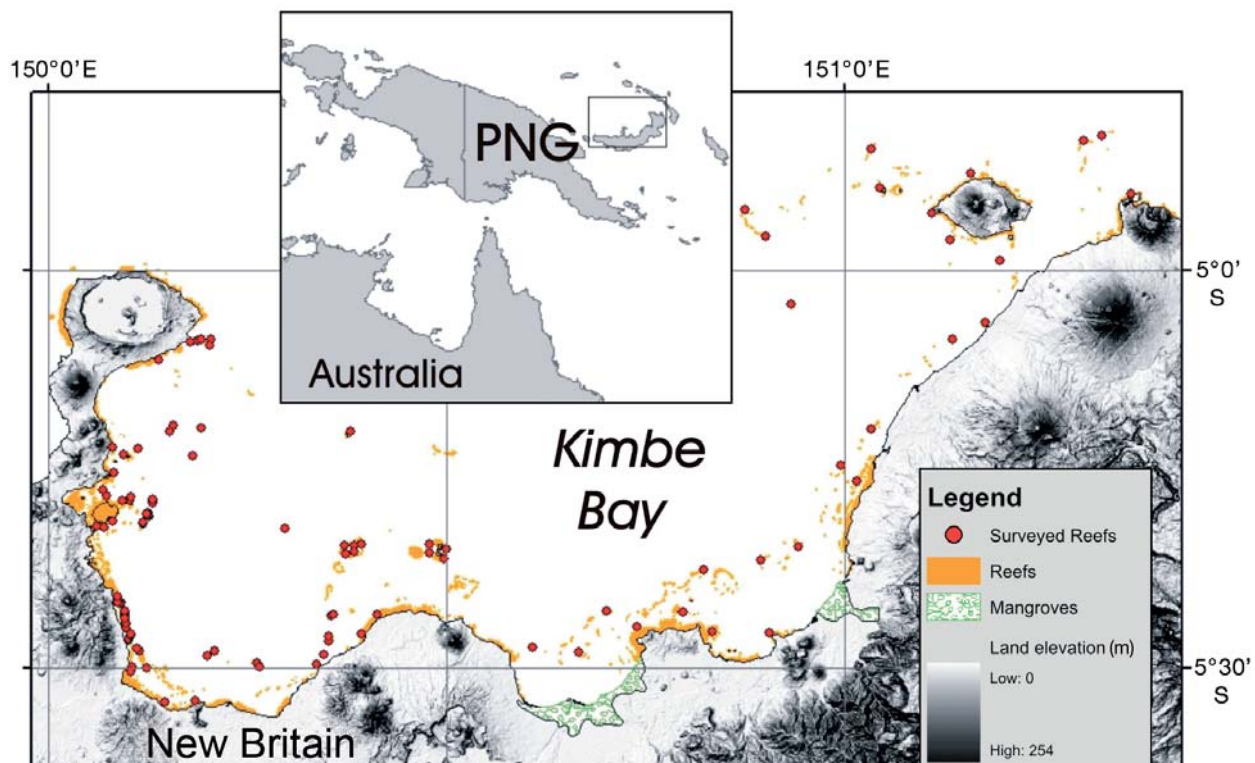 150°0'E
151°0'E
PNG
Australia
5°0'
S
Kimbe
Bay
Legend
Surveyed Reefs
Reefs
Mangroves
Land elevation (m)
Low: 0
High: 254
5°30'
S
New Britain